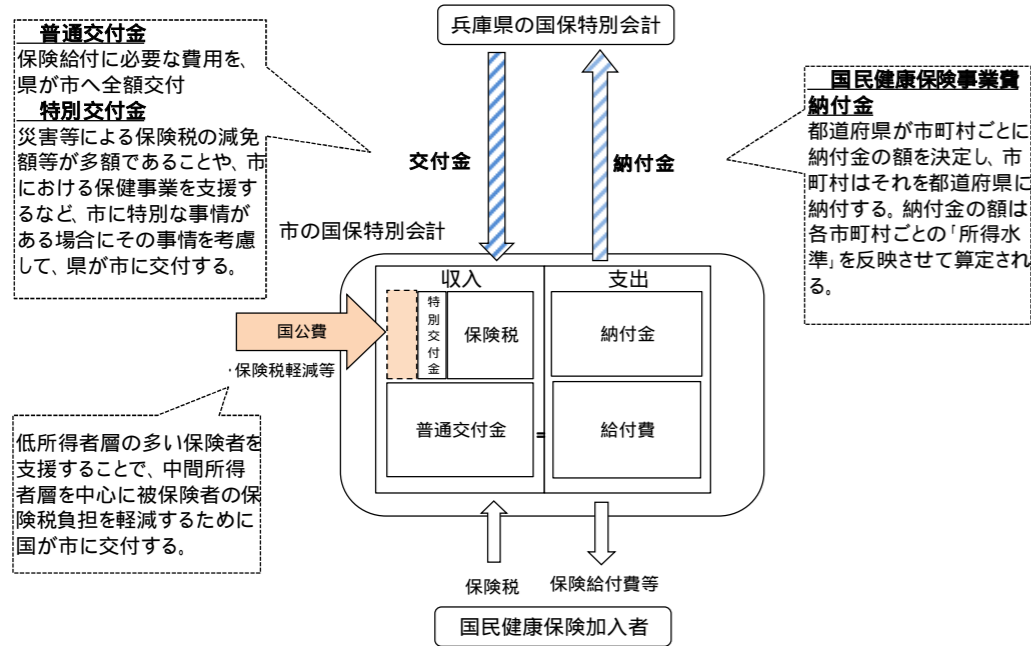 兵庫県の国保特別会計
普通交付金
保険給付に必要な費用を、
県が市へ全額交付
特別交付金
災害等による保険税の減免
額等が多額であることや、市
における保健事業を支援す
るなど、市に特別な事情が
ある場合にその事情を考慮
して、県が市に交付する。
交付金
納付金
国民健康保険事業費
納付金
都道府県が市町村ごとに
納付金の額を決定し、市
町村はそれを都道府県に
納付する。納付金の額は
各市町村ごとの「所得水
準」を反映させて算定され
る。
市の国保特別会計
収入
支出
国公費
・保険税軽減等
特別交付金
保険税
納付金
普通交付金
=
給付費
低所得者層の多い保険者を
支援することで、中間所得
者層を中心に被保険者の保
険税負担を軽減するために
国が市に交付する。
保険税
保険給付費等
国民健康保険加入者